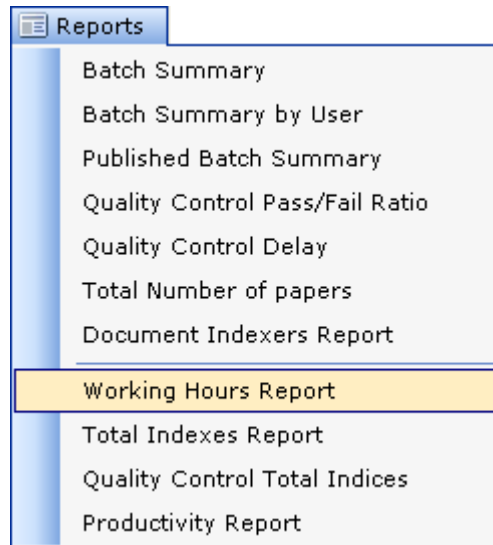 Reports
Batch Summary
Batch Summary by User
Published Batch Summary
Quality Control Pass/Fail Ratio
Quality Control Delay
Total Number of papers
Document Indexers Report
Working Hours Report
Total Indexes Report
Quality Control Total Indices
Productivity Report